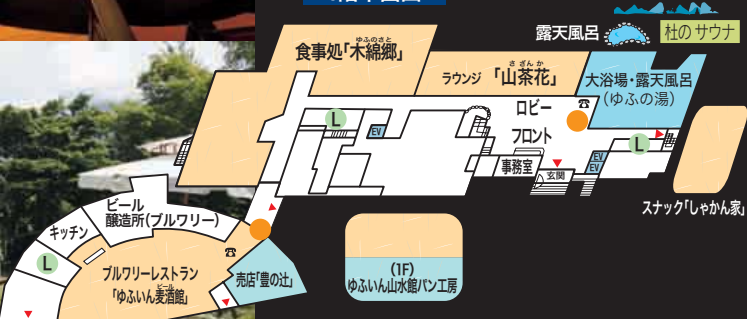 露天風呂
杜の サウナ
ゆふのさと
食事処「木綿郷」
さざんか
ラウンジ 「山茶花」
大浴場・露天風呂
(ゆふの湯)
L
EV
ロビー
フロント
事務室
玄関
EV
EV
L
スナック「しゃかん家」
ビール
醸造所(ブルワリー)
キッチン
L
ブルワリーレストラン
ビール
「ゆふいん麦酒館」
売店「豊の辻」
(1F)
ゆふいん山水館パン工房